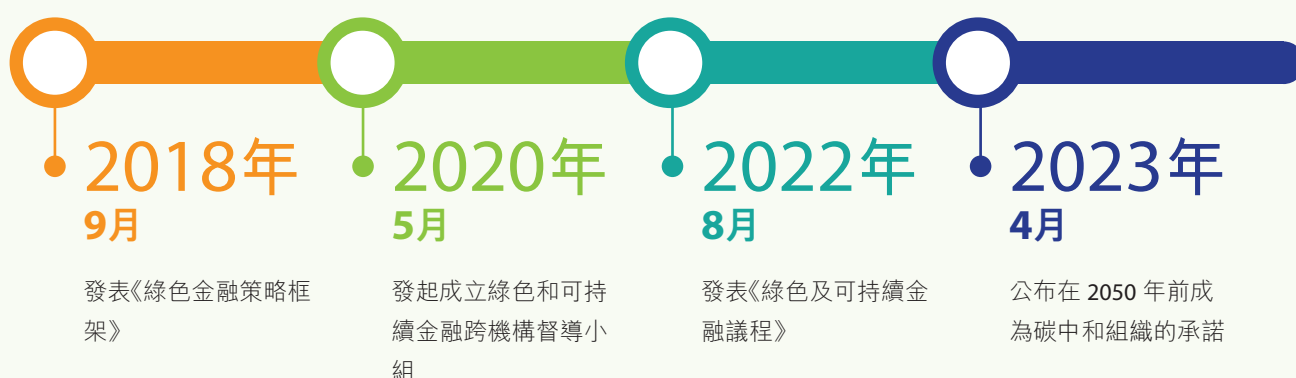 2018年
9月
發表《綠色金融策略框
架》
2020年
5月
發起成立綠色和可持
續金融跨機構督導小
組
2022年
8月
發表《綠色及可持續金
融議程》
2023年
4月
公布在 2050 年前成
為碳中和組織的承諾